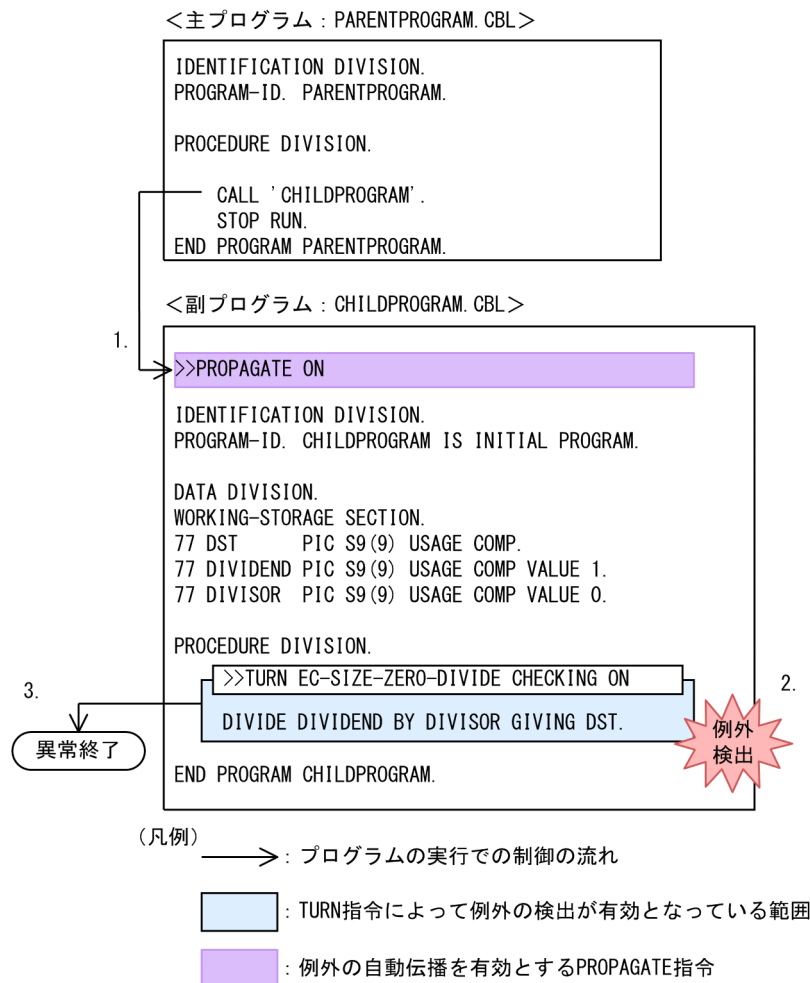 ＜主プログラム：PARENTPROGRAM.CBL＞
IDENTIFICATION DIVISION.
PROGRAM-ID. PARENTPROGRAM.
PROCEDURE DIVISION.
CALL 'CHILDPROGRAM'.
STOP RUN.
END PROGRAM PARENTPROGRAM.
＜副プログラム：CHILDPROGRAM.CBL＞
1.
>>PROPAGATE ON
IDENTIFICATION DIVISION.
PROGRAM-ID. CHILDPROGRAM IS INITIAL PROGRAM.
DATA DIVISION.
WORKING-STORAGE SECTION.
77 DST      PIC S9(9) USAGE COMP.
77 DIVIDEND PIC S9(9) USAGE COMP VALUE 1.
77 DIVISOR  PIC S9(9) USAGE COMP VALUE 0.
PROCEDURE DIVISION.
>>TURN EC-SIZE-ZERO-DIVIDE CHECKING ON
2.
3.
DIVIDE DIVIDEND BY DIVISOR GIVING DST.
例外
検出
異常終了
END PROGRAM CHILDPROGRAM.
（凡例）
：プログラムの実行での制御の流れ
：TURN指令によって例外の検出が有効となっている範囲
：例外の自動伝播を有効とするPROPAGATE指令